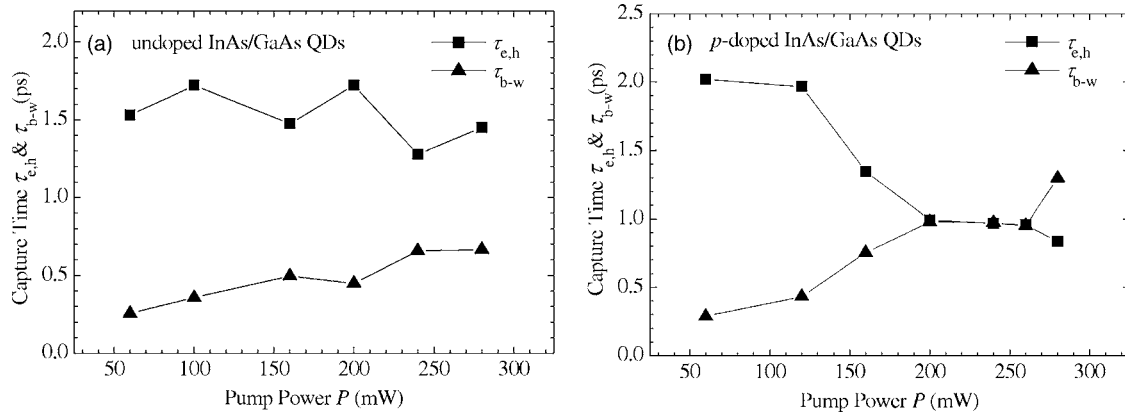 (a) undoped InAs/GaAs QDs
τe,h
τb-w
Capture Time τe,h & τb-w(ps)
2.0
1.5
1.0
0.5
0.0
50 100 150 200 250 300
Pump Power P (mW)
(b) p-doped InAs/GaAs QDs
τe,h
τb-w
Capture Time τe,h & τb-w(ps)
2.5
2.0
1.5
1.0
0.5
0.0
50 100 150 200 250 300
Pump Power P (mW)